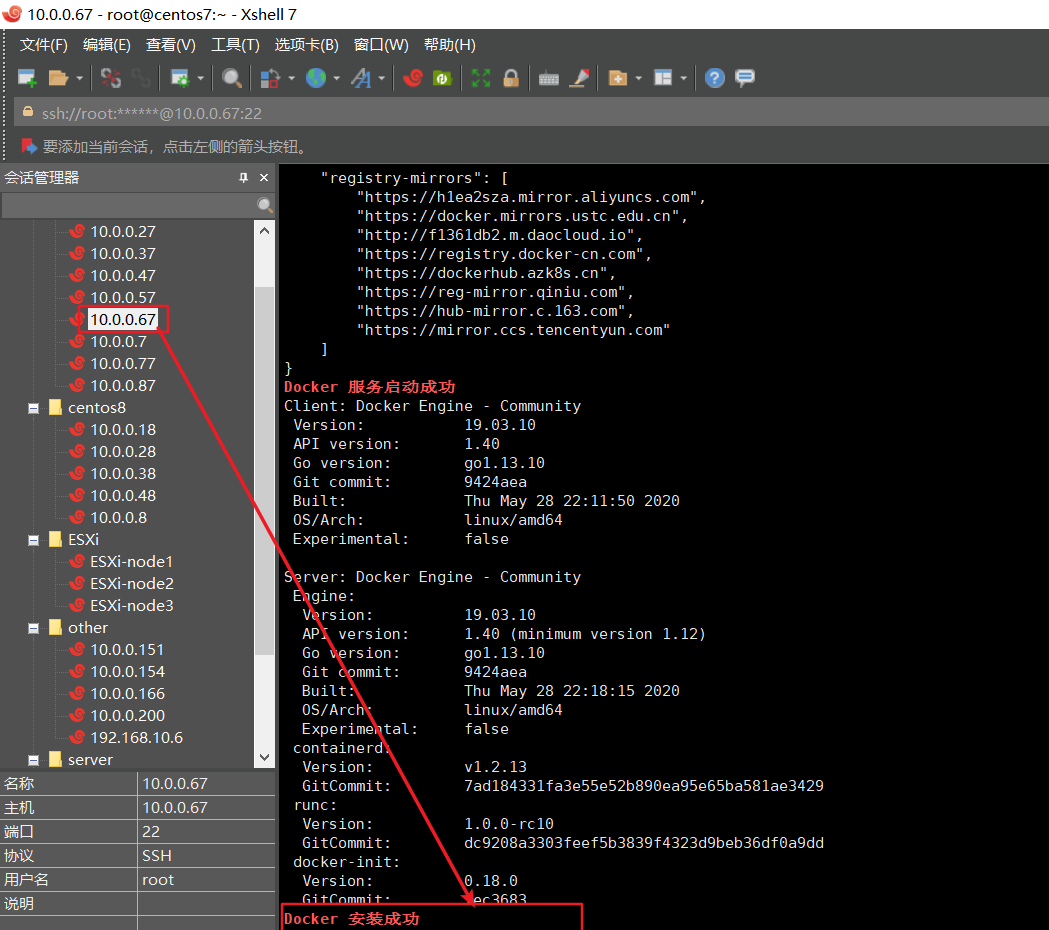 10.0.0.67 - root@centos7:~ - Xshell 7
文件(F) 编辑(E) 查看(V) 工具(T) 选项卡(B) 窗口(W) 帮助(H)
ssh://root:******@10.0.0.67:22
要添加当前会话，点击左侧的箭头按钮。
会话管理器
10.0.0.27
10.0.0.37
10.0.0.47
10.0.0.57
10.0.0.67
10.0.0.7
10.0.0.77
10.0.0.87
centos8
10.0.0.18
10.0.0.28
10.0.0.38
10.0.0.48
10.0.0.8
ESXi
ESXi-node1
ESXi-node2
ESXi-node3
other
10.0.0.151
10.0.0.154
10.0.0.166
10.0.0.200
192.168.10.6
server
名称 10.0.0.67
主机 10.0.0.67
端口 22
协议 SSH
用户名 root
说明
"registry-mirrors": [
"https://h1ea2sza.mirror.aliyuncs.com",
"https://docker.mirrors.ustc.edu.cn",
"http://f1361db2.m.daocloud.io",
"https://registry.docker-cn.com",
"https://dockerhub.azk8s.cn",
"https://reg-mirror.qiniu.com",
"https://hub-mirror.c.163.com",
"https://mirror.ccs.tencentyun.com"
]
}
Docker 服务启动成功
Client: Docker Engine - Community
Version: 19.03.10
API version: 1.40
Go version: go1.13.10
Git commit: 9424aea
Built: Thu May 28 22:11:50 2020
OS/Arch: linux/amd64
Experimental: false
Server: Docker Engine - Community
Engine:
Version: 19.03.10
API version: 1.40 (minimum version 1.12)
Go version: go1.13.10
Git commit: 9424aea
Built: Thu May 28 22:18:15 2020
OS/Arch: linux/amd64
Experimental: false
containerd:
Version: v1.2.13
GitCommit: 7ad184331fa3e55e52b890ea95e65ba581ae3429
runc:
Version: 1.0.0-rc10
GitCommit: dc9208a3303feef5b3839f4323d9beb36df0a9dd
docker-init:
Version: 0.18.0
GitCommit:
Docker 安装成功